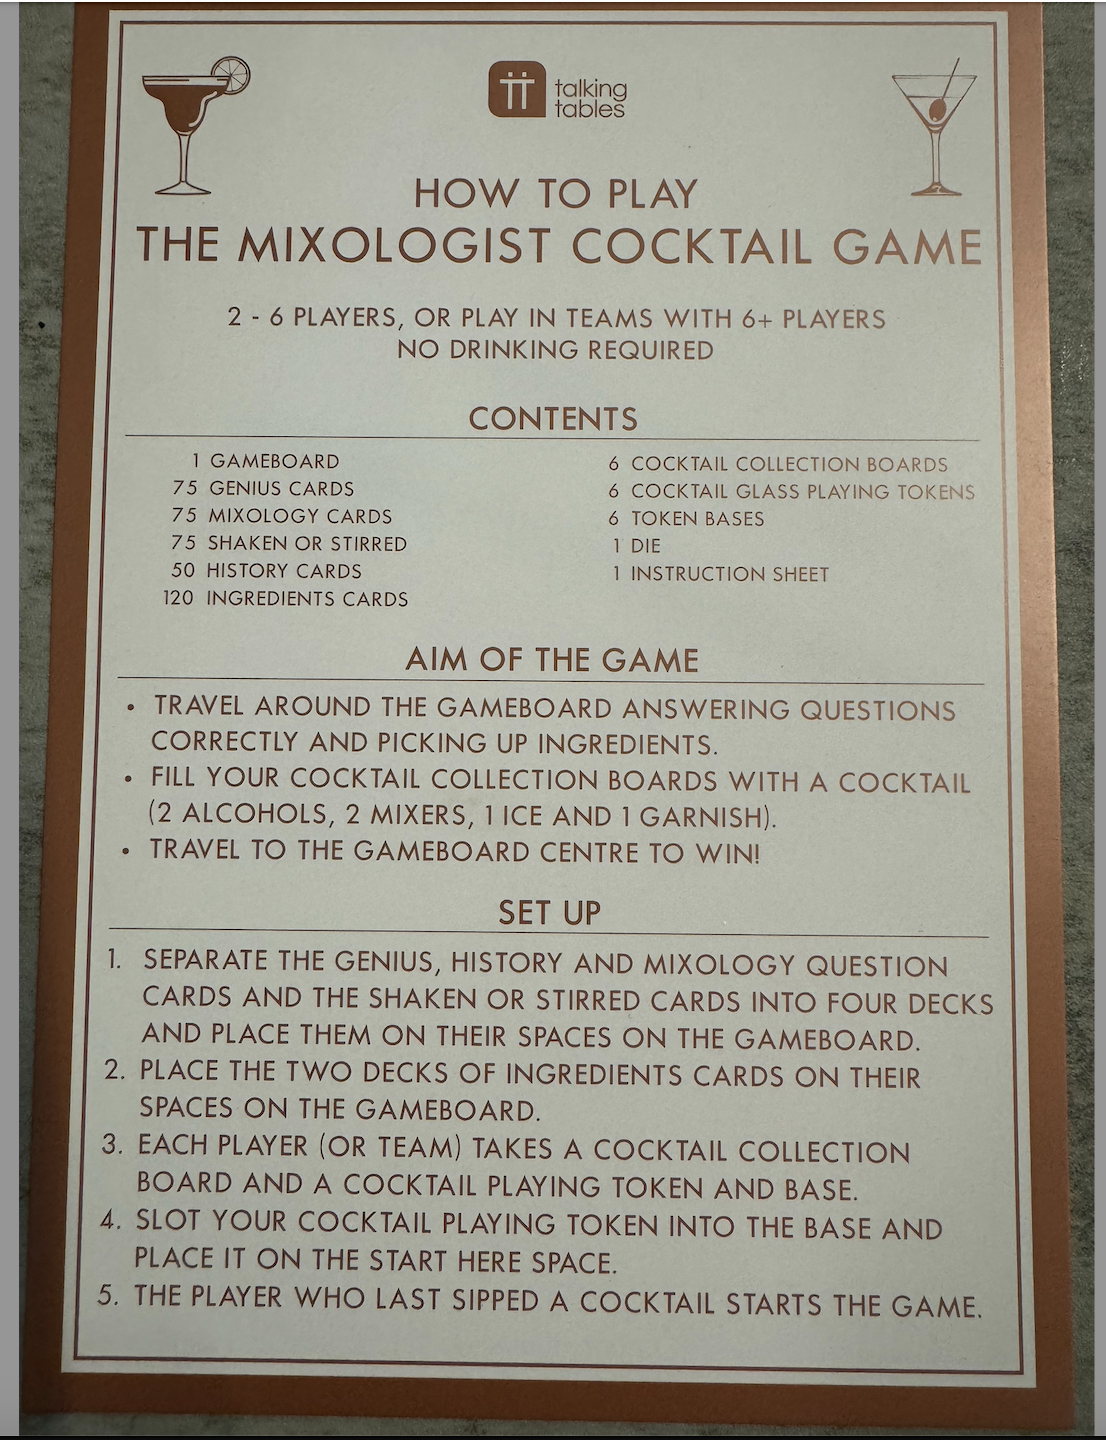 talking
tables
HOW TO PLAY
THE MIXOLOGIST COCKTAIL GAME
2 - 6 PLAYERS, OR PLAY IN TEAMS WITH 6+ PLAYERS
NO DRINKING REQUIRED
CONTENTS
1 GAMEBOARD
75 GENIUS CARDS
75 MIXOLOGY CARDS
75 SHAKEN OR STIRRED
50 HISTORY CARDS
120 INGREDIENTS CARDS
6 COCKTAIL COLLECTION BOARDS
6 COCKTAIL GLASS PLAYING TOKENS
6 TOKEN BASES
1 DIE
1 INSTRUCTION SHEET
AIM OF THE GAME
• TRAVEL AROUND THE GAMEBOARD ANSWERING QUESTIONS
CORRECTLY AND PICKING UP INGREDIENTS.
• FILL YOUR COCKTAIL COLLECTION BOARDS WITH A COCKTAIL
(2 ALCOHOLS, 2 MIXERS, 1 ICE AND 1 GARNISH).
• TRAVEL TO THE GAMEBOARD CENTRE TO WIN!
SET UP
1. SEPARATE THE GENIUS, HISTORY AND MIXOLOGY QUESTION
CARDS AND THE SHAKEN OR STIRRED CARDS INTO FOUR DECKS
AND PLACE THEM ON THEIR SPACES ON THE GAMEBOARD.
2. PLACE THE TWO DECKS OF INGREDIENTS CARDS ON THEIR
SPACES ON THE GAMEBOARD.
3. EACH PLAYER (OR TEAM) TAKES A COCKTAIL COLLECTION
BOARD AND A COCKTAIL PLAYING TOKEN AND BASE.
4. SLOT YOUR COCKTAIL PLAYING TOKEN INTO THE BASE AND
PLACE IT ON THE START HERE SPACE.
5. THE PLAYER WHO LAST SIPPED A COCKTAIL STARTS THE GAME.